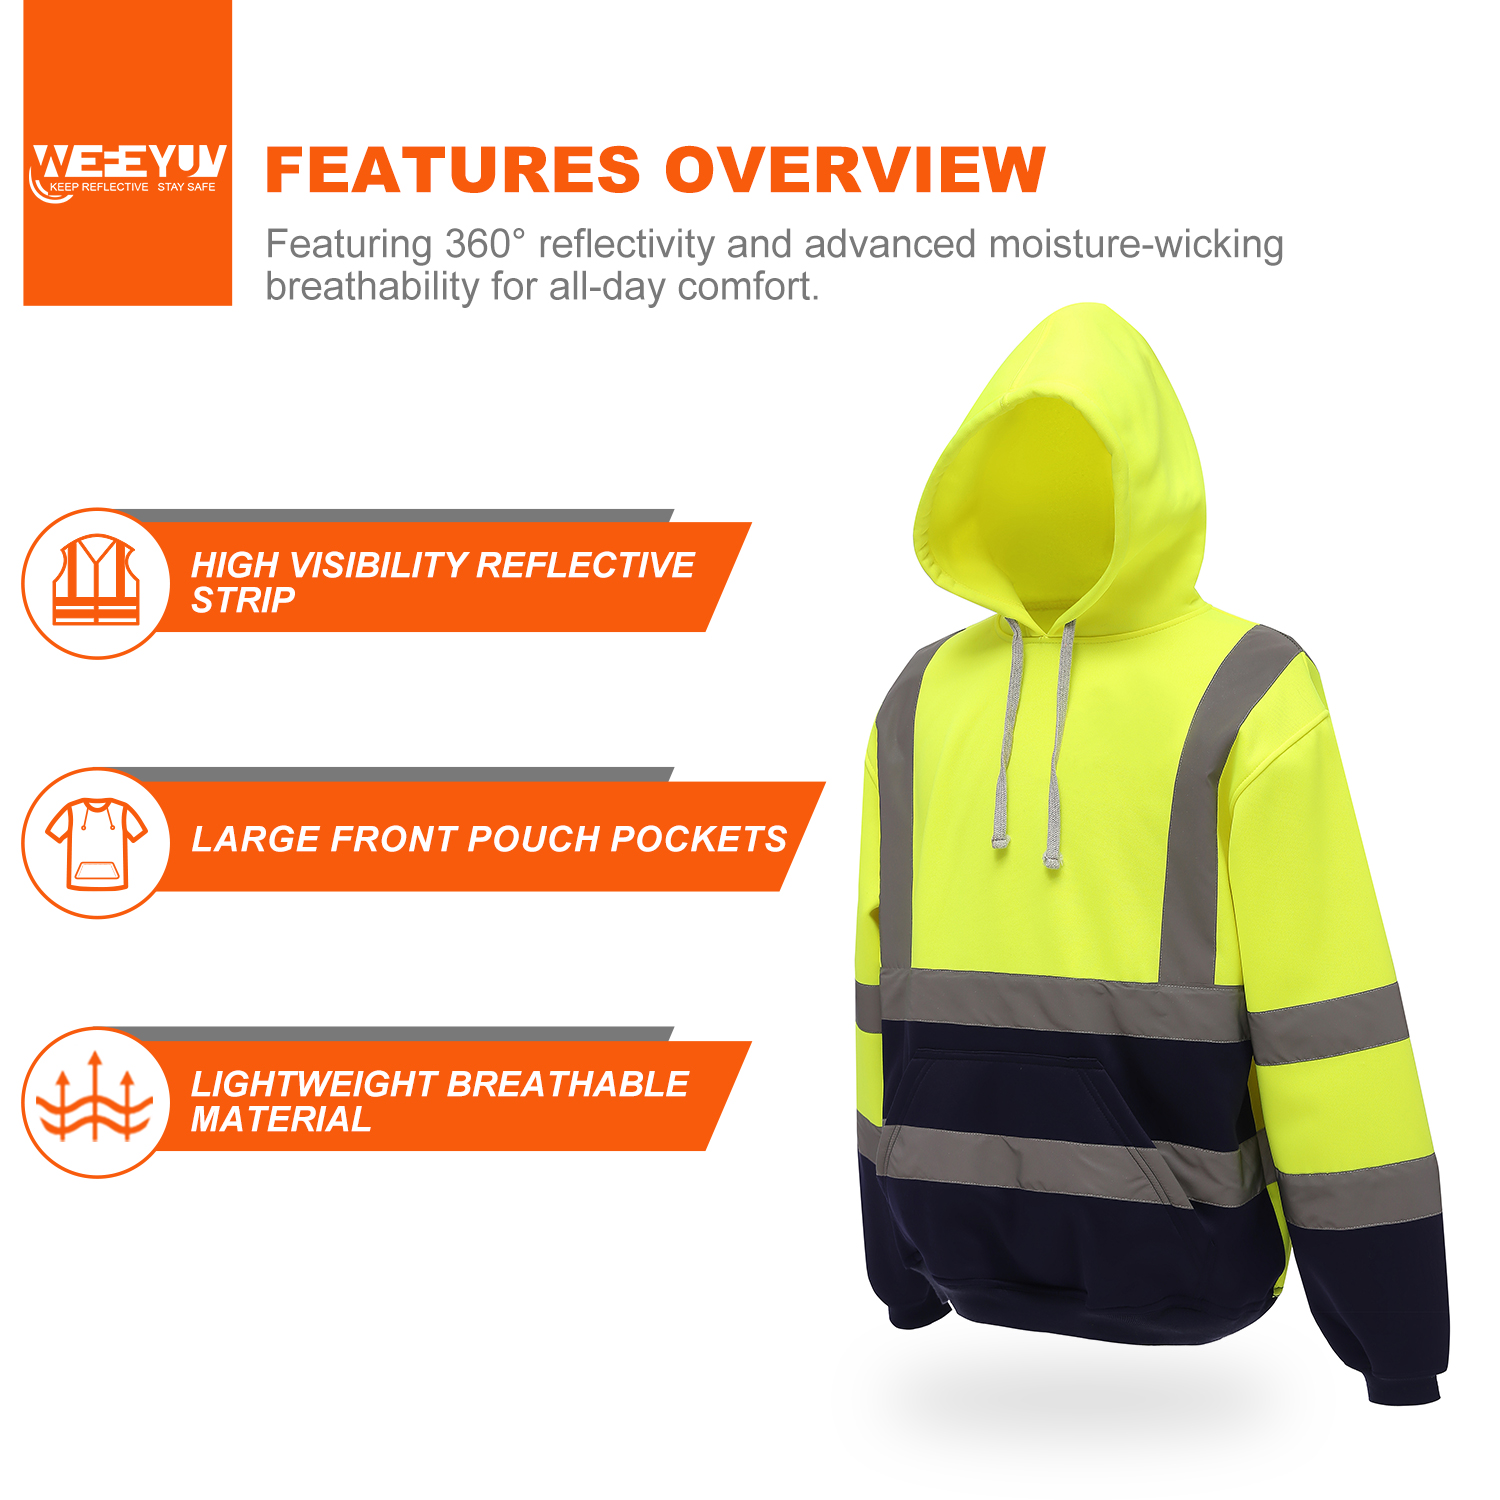 WEFEYUV
KEEP REFLECTIVE STAY SAFE
FEATURES OVERVIEW
Featuring 360° reflectivity and advanced moisture-wicking
breathability for all-day comfort.
HIGH VISIBILITY REFLECTIVE
STRIP
LARGE FRONT POUCH POCKETS
LIGHTWEIGHT BREATHABLE
MATERIAL